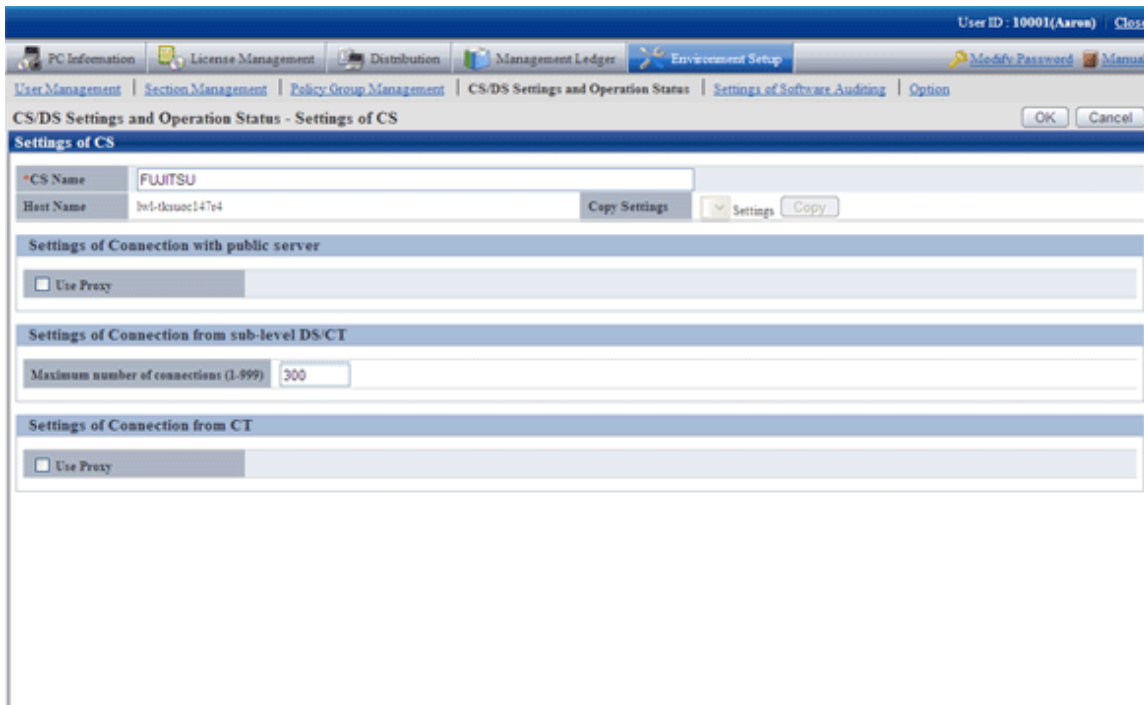 User ID : 10001(Aaron) Close
PC Information License Management Distribution Management Ledger Environment Setup Modify Password Manual
User Management | Section Management | Policy Group Management | CS/DS Settings and Operation Status | Settings of Software Auditing | Option
CS/DS Settings and Operation Status - Settings of CS OK Cancel
Settings of CS
*CS Name FUJITSU
Host Name Copy Settings Settings Copy
Settings of Connection with public server
Use Proxy
Settings of Connection from sub-level DS/CT
Maximum number of connections (1-999) 300
Settings of Connection from CT
Use Proxy